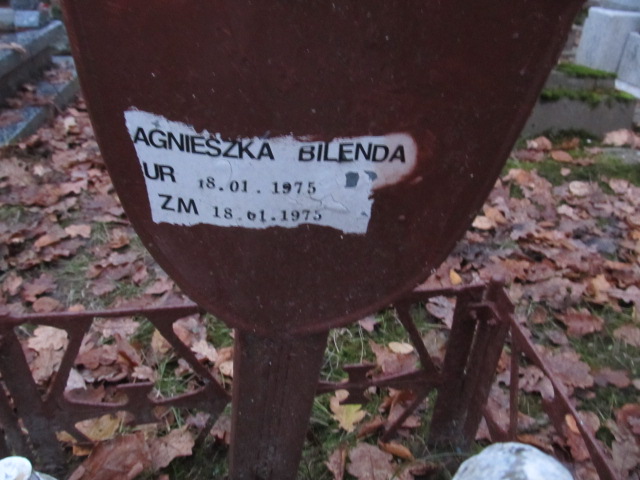 AGNIESZKA BILENDA
UR 18.01.1975
ZM 18.01.1975